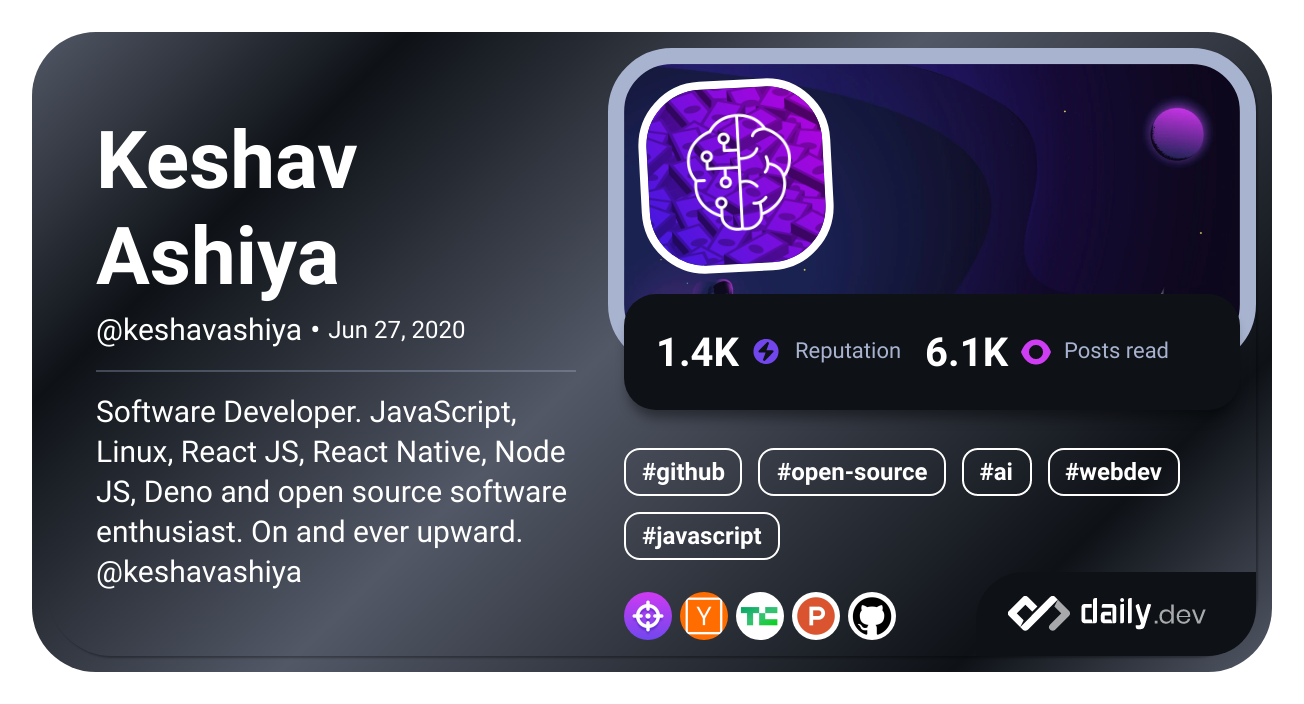 Keshav
Ashiya
@keshavashiya • Jun 27, 2020
Software Developer. JavaScript,
Linux, React JS, React Native, Node
JS, Deno and open source software
enthusiast. On and ever upward.
@keshavashiya
1.4K Reputation 6.1K Posts read
#github #open-source #ai #webdev
#javascript
Y TC P
daily.dev